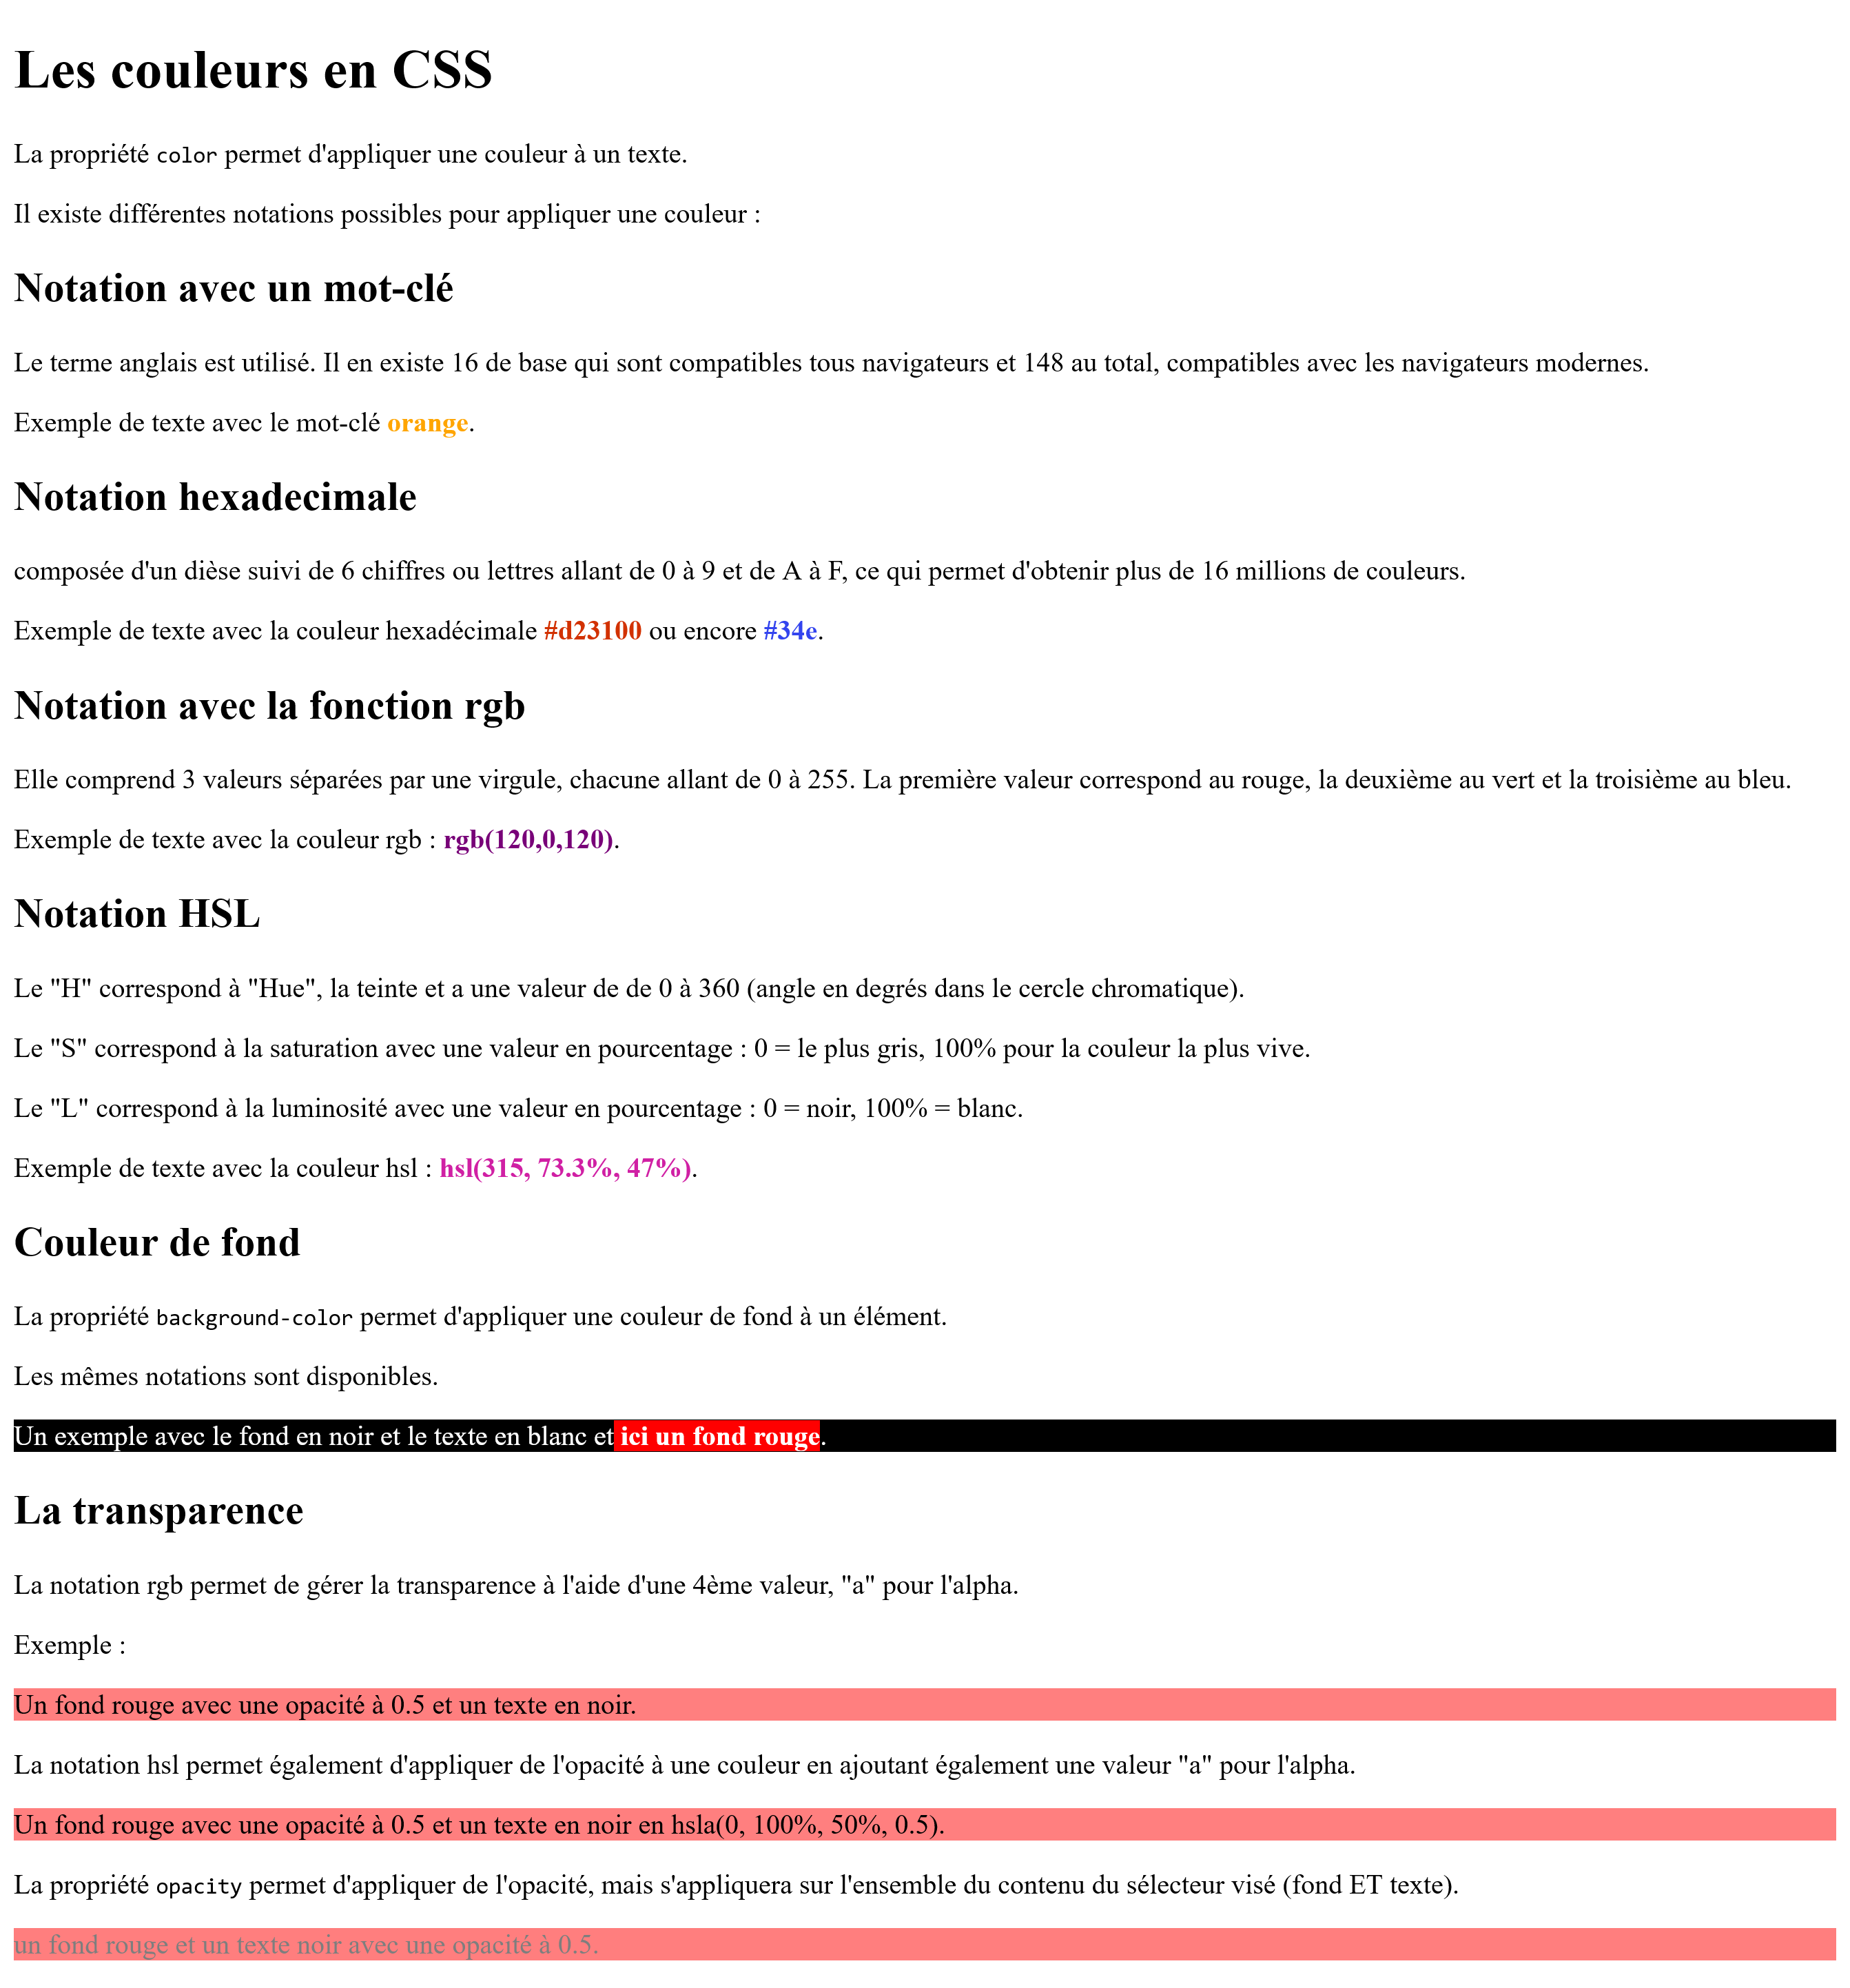 Les couleurs en CSS
La propriété color permet d'appliquer une couleur à un texte.
Il existe différentes notations possibles pour appliquer une couleur :
Notation avec un mot-clé
Le terme anglais est utilisé. Il en existe 16 de base qui sont compatibles tous navigateurs et 148 au total, compatibles avec les navigateurs modernes.
Exemple de texte avec le mot-clé orange.
Notation hexadecimale
composée d'un dièse suivi de 6 chiffres ou lettres allant de 0 à 9 et de A à F, ce qui permet d'obtenir plus de 16 millions de couleurs.
Exemple de texte avec la couleur hexadécimale #d23100 ou encore #34e.
Notation avec la fonction rgb
Elle comprend 3 valeurs séparées par une virgule, chacune allant de 0 à 255. La première valeur correspond au rouge, la deuxième au vert et la troisième au bleu.
Exemple de texte avec la couleur rgb : rgb(120,0,120).
Notation HSL
Le "H" correspond à "Hue", la teinte et a une valeur de de 0 à 360 (angle en degrés dans le cercle chromatique).
Le "S" correspond à la saturation avec une valeur en pourcentage : 0 = le plus gris, 100% pour la couleur la plus vive.
Le "L" correspond à la luminosité avec une valeur en pourcentage : 0 = noir, 100% = blanc.
Exemple de texte avec la couleur hsl : hsl(315, 73.3%, 47%).
Couleur de fond
La propriété background-color permet d'appliquer une couleur de fond à un élément.
Les mêmes notations sont disponibles.
Un exemple avec le fond en noir et le texte en blanc et ici un fond rouge.
La transparence
La notation rgb permet de gérer la transparence à l'aide d'une 4ème valeur, "a" pour l'alpha.
Exemple :
Un fond rouge avec une opacité à 0.5 et un texte en noir.
La notation hsl permet également d'appliquer de l'opacité à une couleur en ajoutant également une valeur "a" pour l'alpha.
Un fond rouge avec une opacité à 0.5 et un texte en noir en hsla(0, 100%, 50%, 0.5).
La propriété opacity permet d'appliquer de l'opacité, mais s'appliquera sur l'ensemble du contenu du sélecteur visé (fond ET texte).
un fond rouge et un texte noir avec une opacité à 0.5.